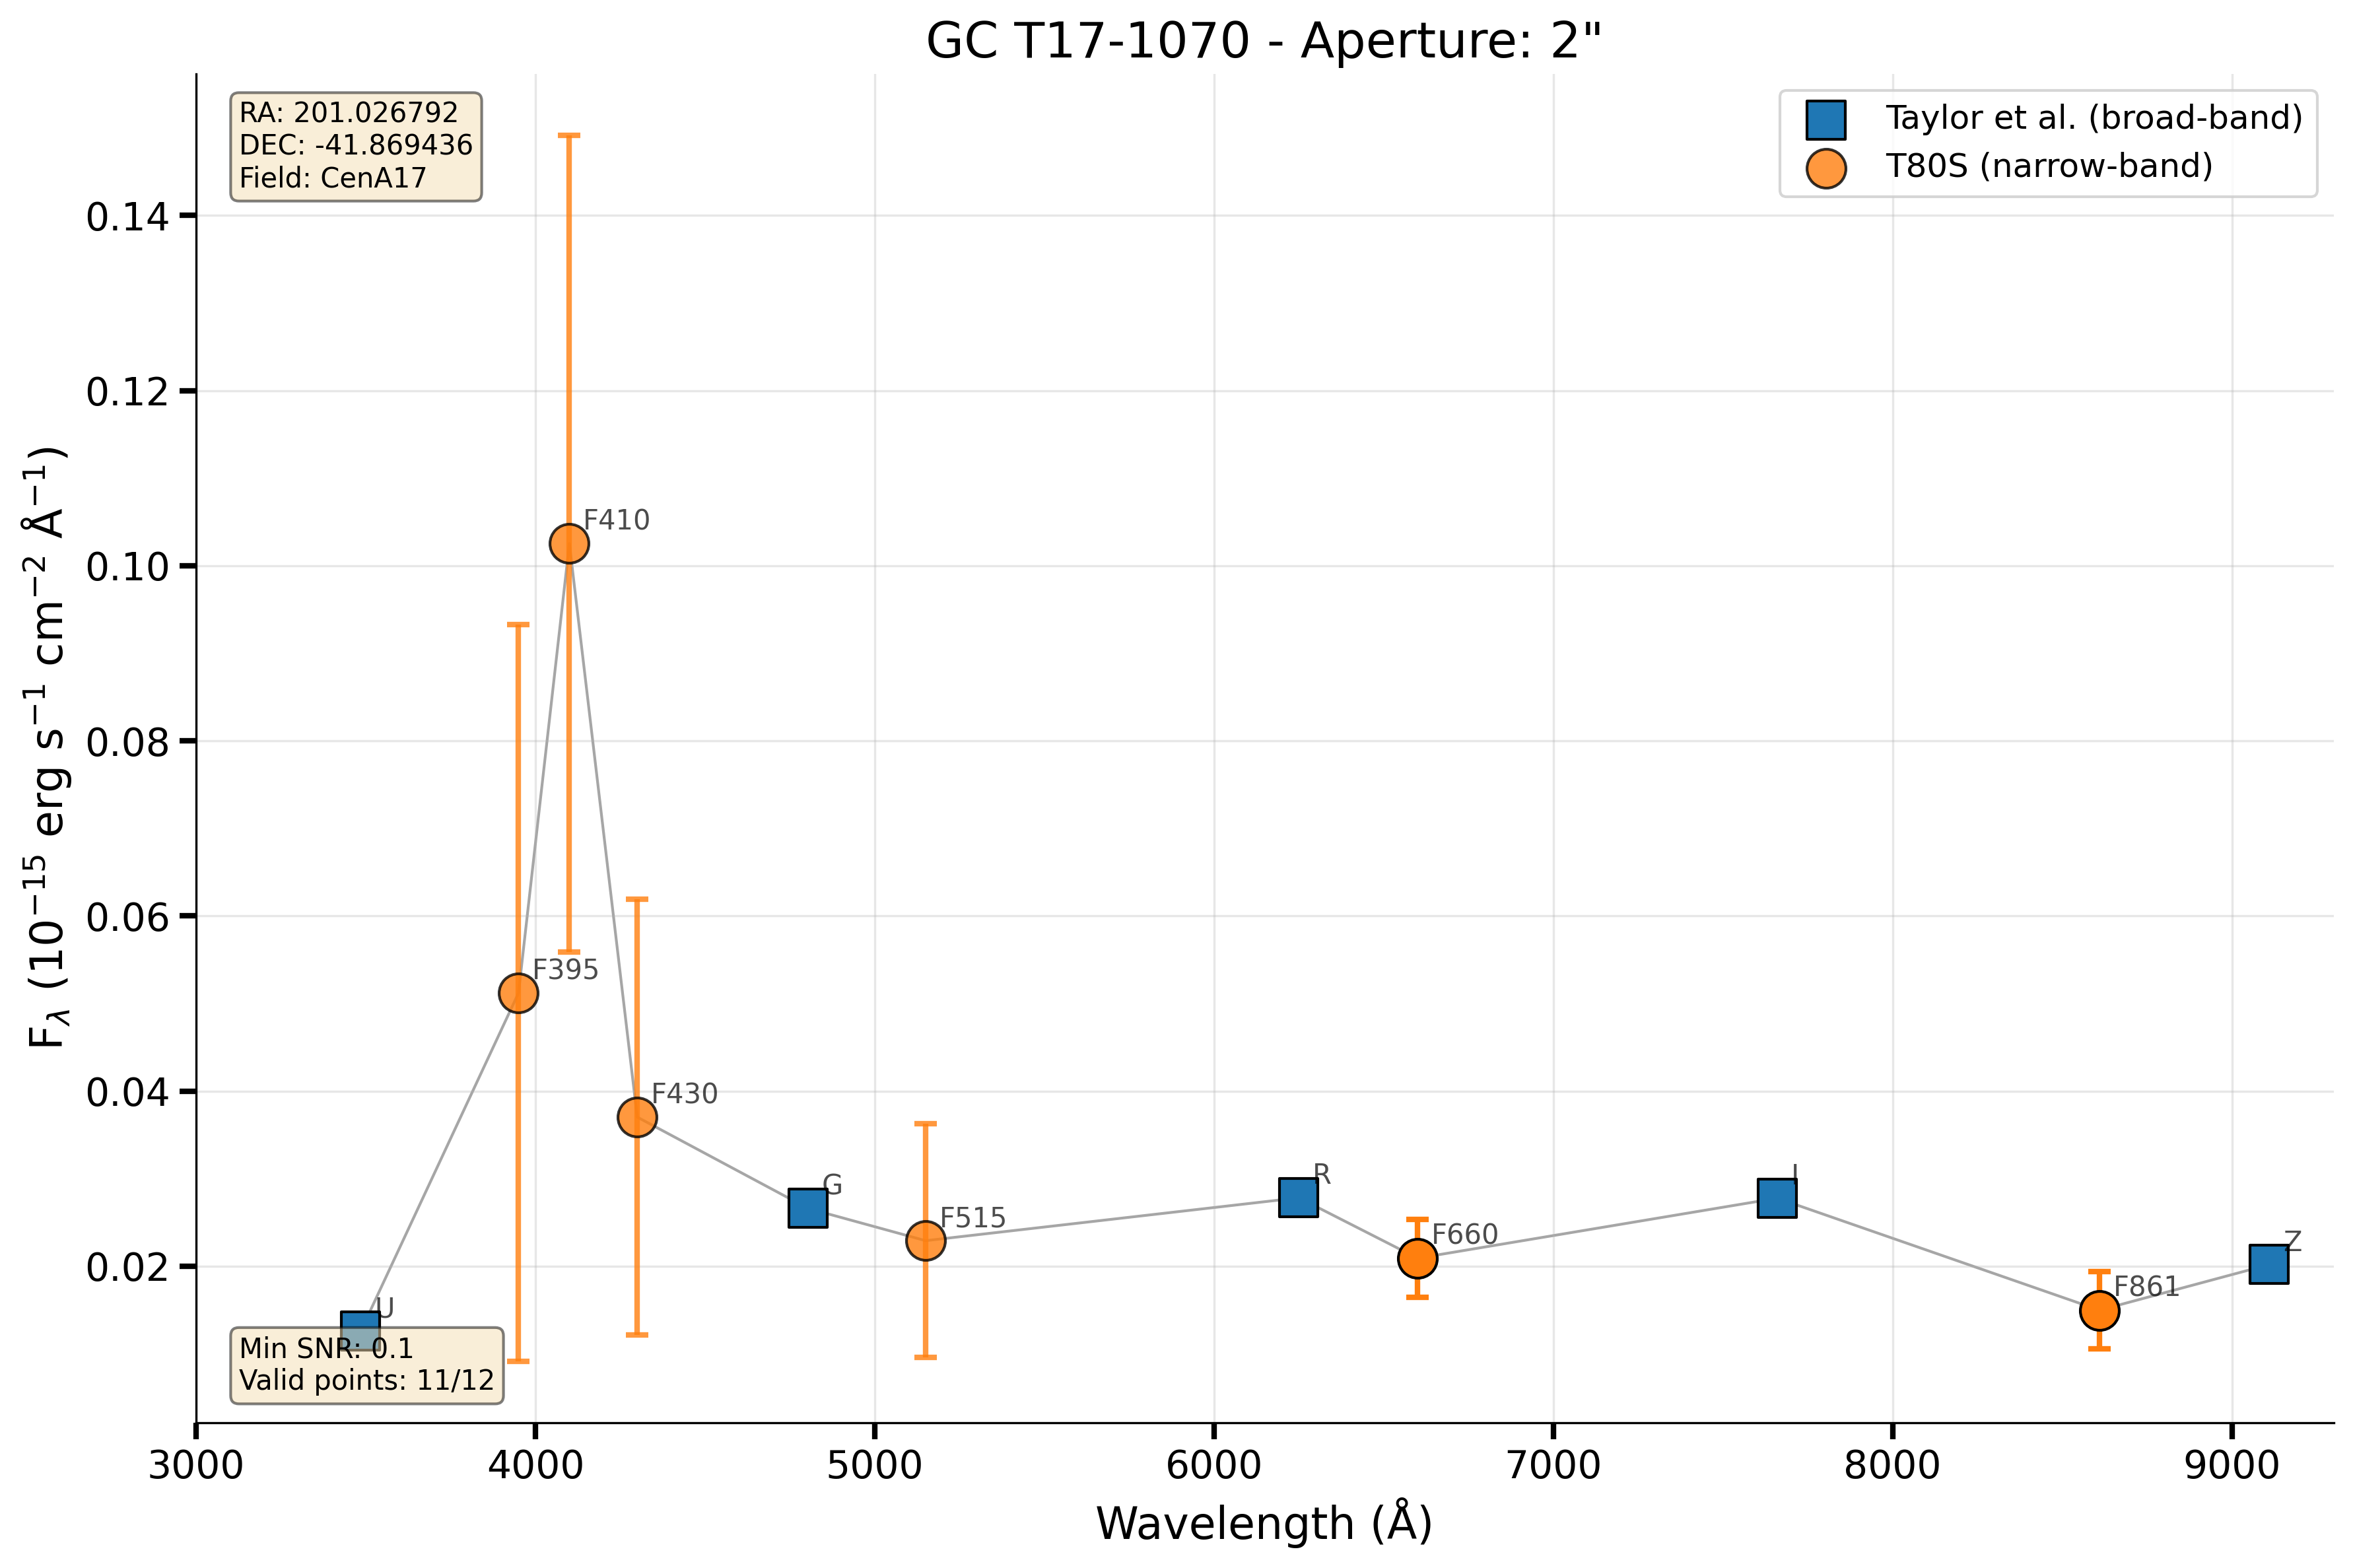 GC T17-1070 - Aperture: 2"
RA: 201.026792
DEC: -41.869436
Field: CenA17
Taylor et al. (broad-band)
T80S (narrow-band)
0.14
0.12
0.10
0.08
0.06
0.04
0.02
F_λ (10⁻¹⁵ erg s⁻¹ cm⁻² Å⁻¹)
F410
F395
F430
G
F515
R
F660
I
F861
Z
U
Min SNR: 0.1
Valid points: 11/12
3000 4000 5000 6000 7000 8000 9000
Wavelength (Å)